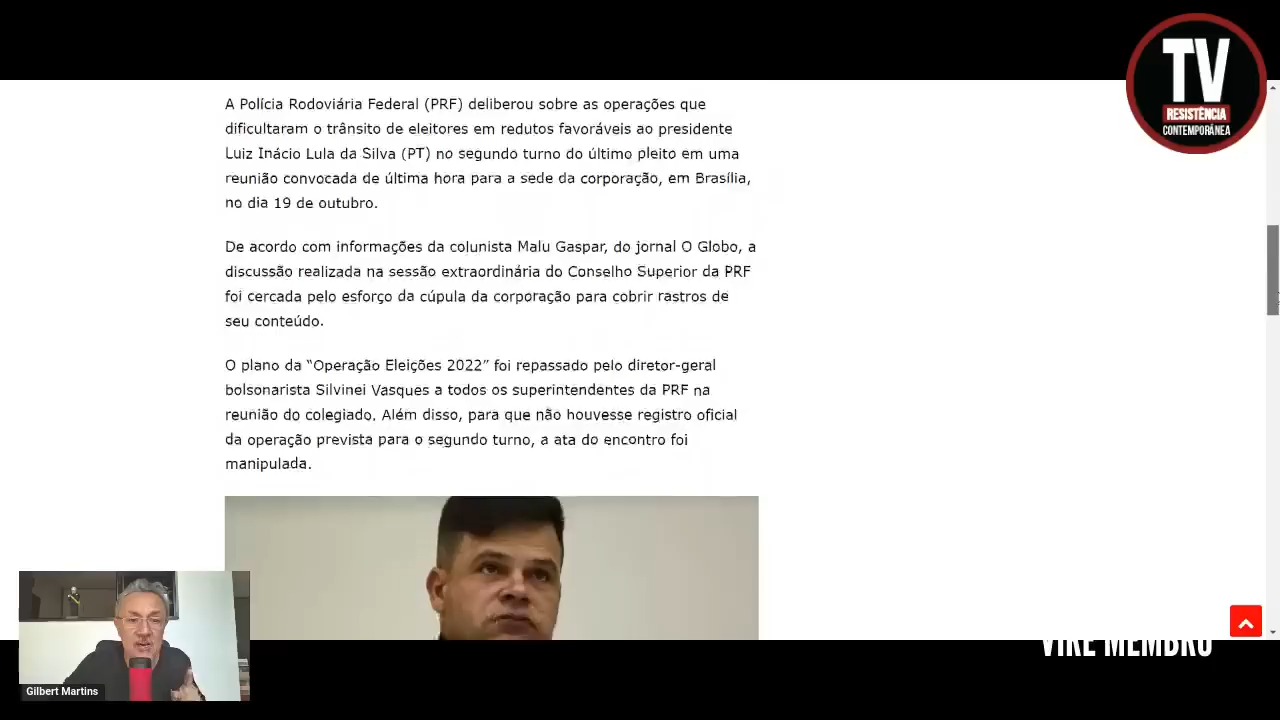 TV
RESISTÊNCIA
CONTEMPORÂNEA
A Polícia Rodoviária Federal (PRF) deliberou sobre as operações que
dificultaram o trânsito de eleitores em redutos favoráveis ao presidente
Luiz Inácio Lula da Silva (PT) no segundo turno do último pleito em uma
reunião convocada de última hora para a sede da corporação, em Brasília,
no dia 19 de outubro.
De acordo com informações da colunista Malu Gaspar, do jornal O Globo, a
discussão realizada na sessão extraordinária do Conselho Superior da PRF
foi cercada pelo esforço da cúpula da corporação para cobrir rastros de
seu conteúdo.
O plano da “Operação Eleições 2022” foi repassado pelo diretor-geral
bolsonarista Silvinei Vasques a todos os superintendentes da PRF na
reunião do colegiado. Além disso, para que não houvesse registro oficial
da operação prevista para o segundo turno, a ata do encontro foi
manipulada.
Gilbert Martins
VIRE MEMBRO